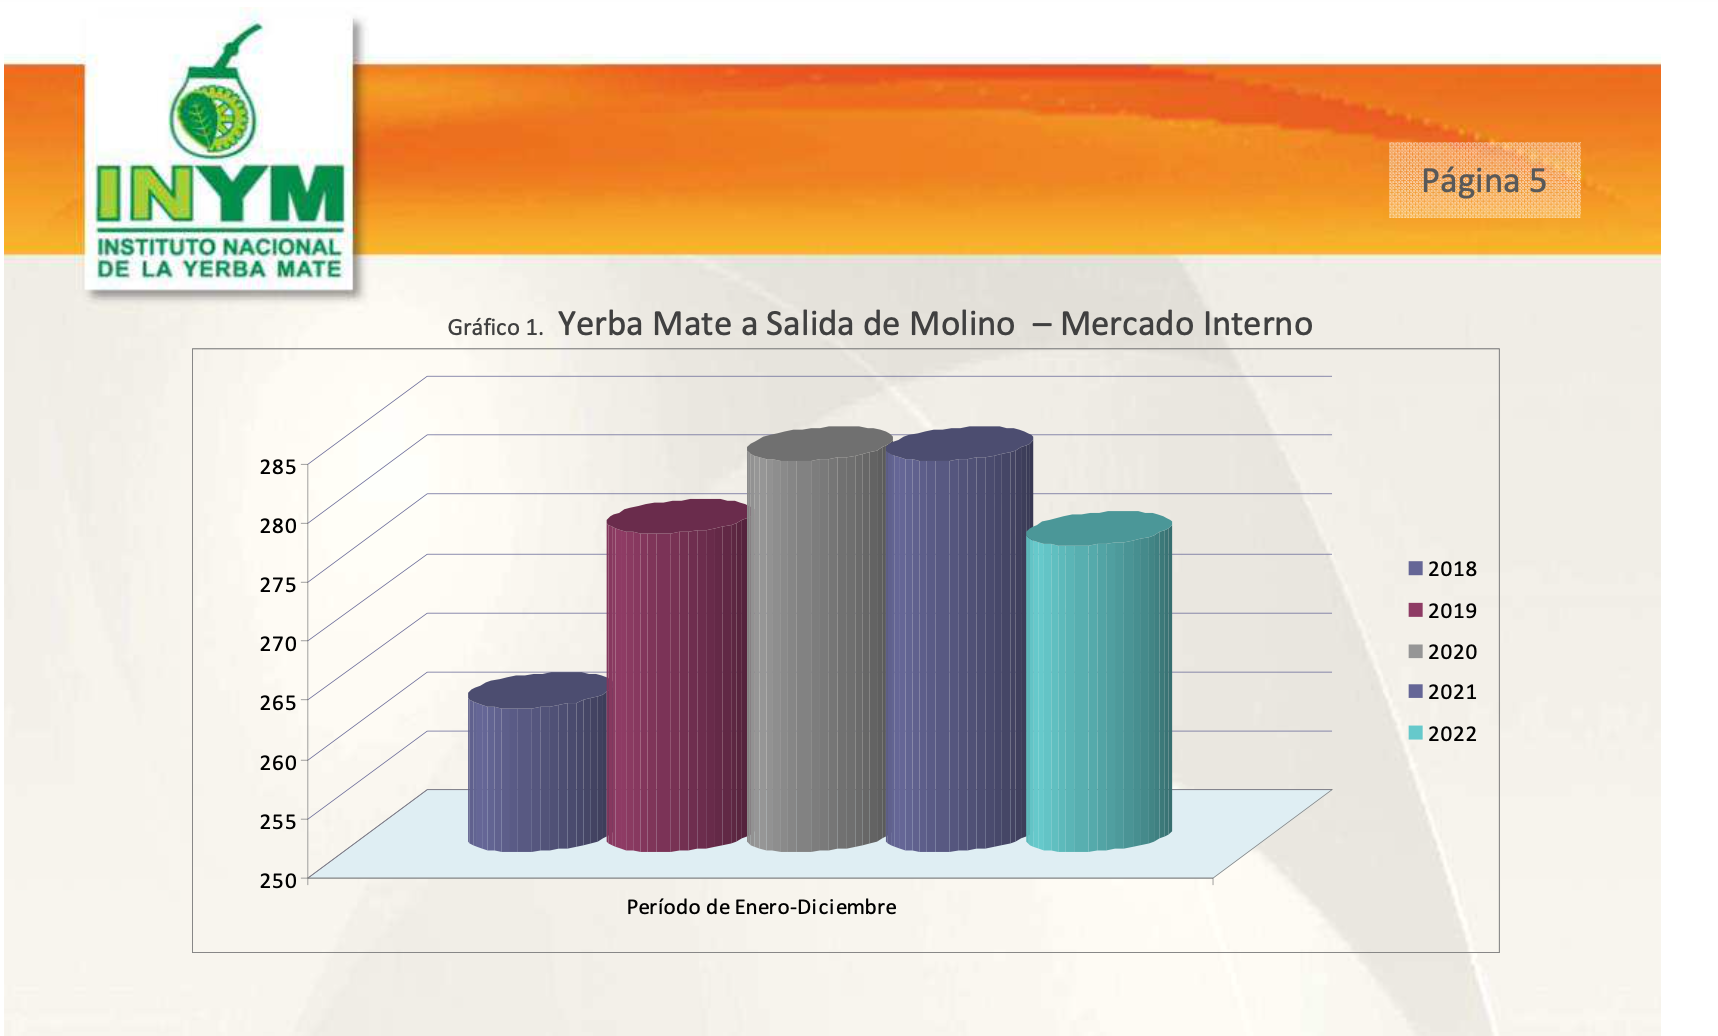 INYM
INSTITUTO NACIONAL
DE LA YERBA MATE
Página 5
Gráfico 1. Yerba Mate a Salida de Molino – Mercado Interno
285
280
275
270
265
260
255
250
Período de Enero-Diciembre
2018
2019
2020
2021
2022